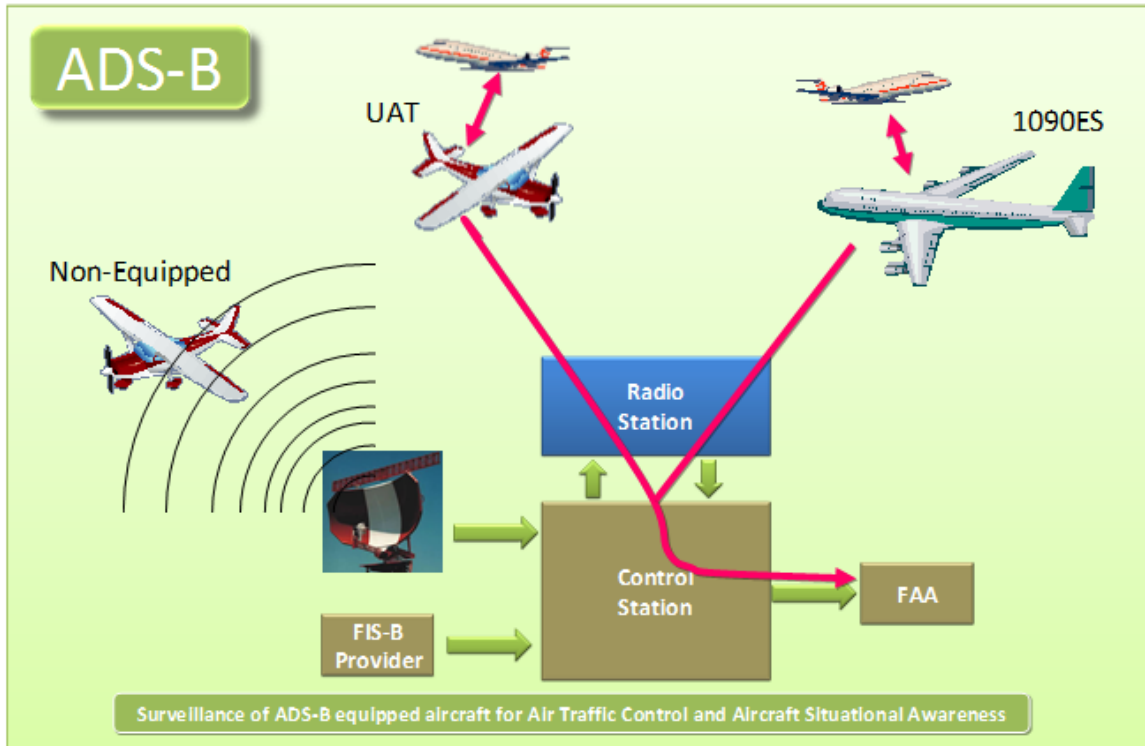 ADS-B
UAT
1090ES
Non-Equipped
Radio
Station
Control
Station
FAA
FIS-B
Provider
Surveillance of ADS-B equipped aircraft for Air Traffic Control and Aircraft Situational Awareness